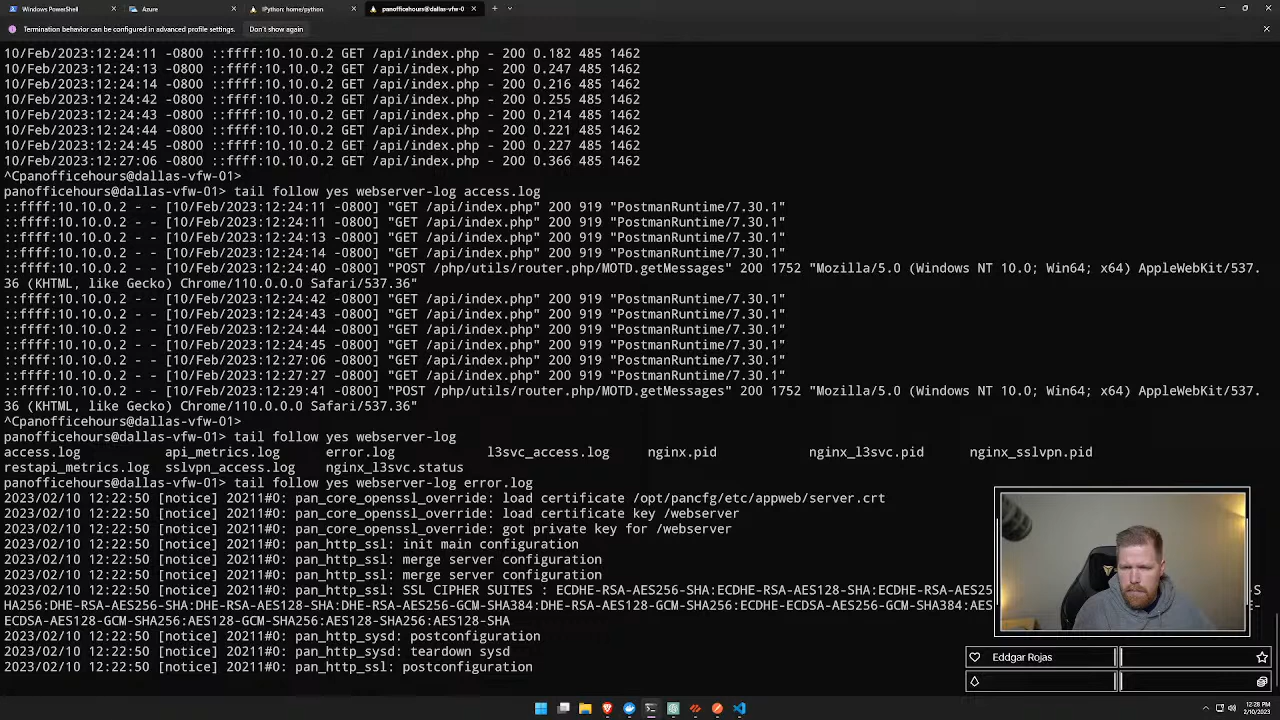 Windows PowerShell
Azure
IPython: home/python
panofficehours@dallas-vfw-0
Termination behavior can be configured in advanced profile settings. Don't show again
10/Feb/2023:12:24:11 -0800 ::ffff:10.10.0.2 GET /api/index.php - 200 0.182 485 1462
10/Feb/2023:12:24:13 -0800 ::ffff:10.10.0.2 GET /api/index.php - 200 0.247 485 1462
10/Feb/2023:12:24:14 -0800 ::ffff:10.10.0.2 GET /api/index.php - 200 0.216 485 1462
10/Feb/2023:12:24:42 -0800 ::ffff:10.10.0.2 GET /api/index.php - 200 0.255 485 1462
10/Feb/2023:12:24:43 -0800 ::ffff:10.10.0.2 GET /api/index.php - 200 0.214 485 1462
10/Feb/2023:12:24:44 -0800 ::ffff:10.10.0.2 GET /api/index.php - 200 0.221 485 1462
10/Feb/2023:12:24:45 -0800 ::ffff:10.10.0.2 GET /api/index.php - 200 0.227 485 1462
10/Feb/2023:12:27:06 -0800 ::ffff:10.10.0.2 GET /api/index.php - 200 0.366 485 1462
^Cpanofficehours@dallas-vfw-01>
panofficehours@dallas-vfw-01> tail follow yes webserver-log access.log
::ffff:10.10.0.2 - - [10/Feb/2023:12:24:11 -0800] "GET /api/index.php" 200 919 "PostmanRuntime/7.30.1"
::ffff:10.10.0.2 - - [10/Feb/2023:12:24:11 -0800] "GET /api/index.php" 200 919 "PostmanRuntime/7.30.1"
::ffff:10.10.0.2 - - [10/Feb/2023:12:24:13 -0800] "GET /api/index.php" 200 919 "PostmanRuntime/7.30.1"
::ffff:10.10.0.2 - - [10/Feb/2023:12:24:14 -0800] "GET /api/index.php" 200 919 "PostmanRuntime/7.30.1"
::ffff:10.10.0.2 - - [10/Feb/2023:12:24:40 -0800] "POST /php/utils/router.php/MOTD.getMessages" 200 1752 "Mozilla/5.0 (Windows NT 10.0; Win64; x64) AppleWebKit/537.
36 (KHTML, like Gecko) Chrome/110.0.0.0 Safari/537.36"
::ffff:10.10.0.2 - - [10/Feb/2023:12:24:42 -0800] "GET /api/index.php" 200 919 "PostmanRuntime/7.30.1"
::ffff:10.10.0.2 - - [10/Feb/2023:12:24:43 -0800] "GET /api/index.php" 200 919 "PostmanRuntime/7.30.1"
::ffff:10.10.0.2 - - [10/Feb/2023:12:24:44 -0800] "GET /api/index.php" 200 919 "PostmanRuntime/7.30.1"
::ffff:10.10.0.2 - - [10/Feb/2023:12:24:45 -0800] "GET /api/index.php" 200 919 "PostmanRuntime/7.30.1"
::ffff:10.10.0.2 - - [10/Feb/2023:12:27:06 -0800] "GET /api/index.php" 200 919 "PostmanRuntime/7.30.1"
::ffff:10.10.0.2 - - [10/Feb/2023:12:27:27 -0800] "GET /api/index.php" 200 919 "PostmanRuntime/7.30.1"
::ffff:10.10.0.2 - - [10/Feb/2023:12:29:41 -0800] "POST /php/utils/router.php/MOTD.getMessages" 200 1752 "Mozilla/5.0 (Windows NT 10.0; Win64; x64) AppleWebKit/537.
36 (KHTML, like Gecko) Chrome/110.0.0.0 Safari/537.36"
^Cpanofficehours@dallas-vfw-01>
panofficehours@dallas-vfw-01> tail follow yes webserver-log
access.log api_metrics.log error.log l3svc_access.log nginx.pid nginx_l3svc.pid nginx_sslvpn.pid
restapi_metrics.log sslvpn_access.log nginx_l3svc.status
panofficehours@dallas-vfw-01> tail follow yes webserver-log error.log
2023/02/10 12:22:50 [notice] 20211#0: pan_core_openssl_override: load certificate /opt/pancfg/etc/appweb/server.crt
2023/02/10 12:22:50 [notice] 20211#0: pan_core_openssl_override: load certificate key /webserver
2023/02/10 12:22:50 [notice] 20211#0: pan_core_openssl_override: got private key for /webserver
2023/02/10 12:22:50 [notice] 20211#0: pan_http_ssl: init main configuration
2023/02/10 12:22:50 [notice] 20211#0: pan_http_ssl: merge server configuration
2023/02/10 12:22:50 [notice] 20211#0: pan_http_ssl: merge server configuration
2023/02/10 12:22:50 [notice] 20211#0: pan_http_ssl: SSL CIPHER SUITES : ECDHE-RSA-AES256-SHA:ECDHE-RSA-AES128-SHA:ECDHE-RSA-AES25 -S
HA256:DHE-RSA-AES256-SHA:DHE-RSA-AES128-SHA:DHE-RSA-AES256-GCM-SHA384:DHE-RSA-AES128-GCM-SHA256:ECDHE-ECDSA-AES256-GCM-SHA384:AES E
ECDSA-AES128-GCM-SHA256:AES128-GCM-SHA256:AES128-SHA256:AES128-SHA
2023/02/10 12:22:50 [notice] 20211#0: pan_http_sysd: postconfiguration
2023/02/10 12:22:50 [notice] 20211#0: pan_http_sysd: teardown sysd
2023/02/10 12:22:50 [notice] 20211#0: pan_http_ssl: postconfiguration
Eddgar Rojas
12:28 PM
2/10/2023